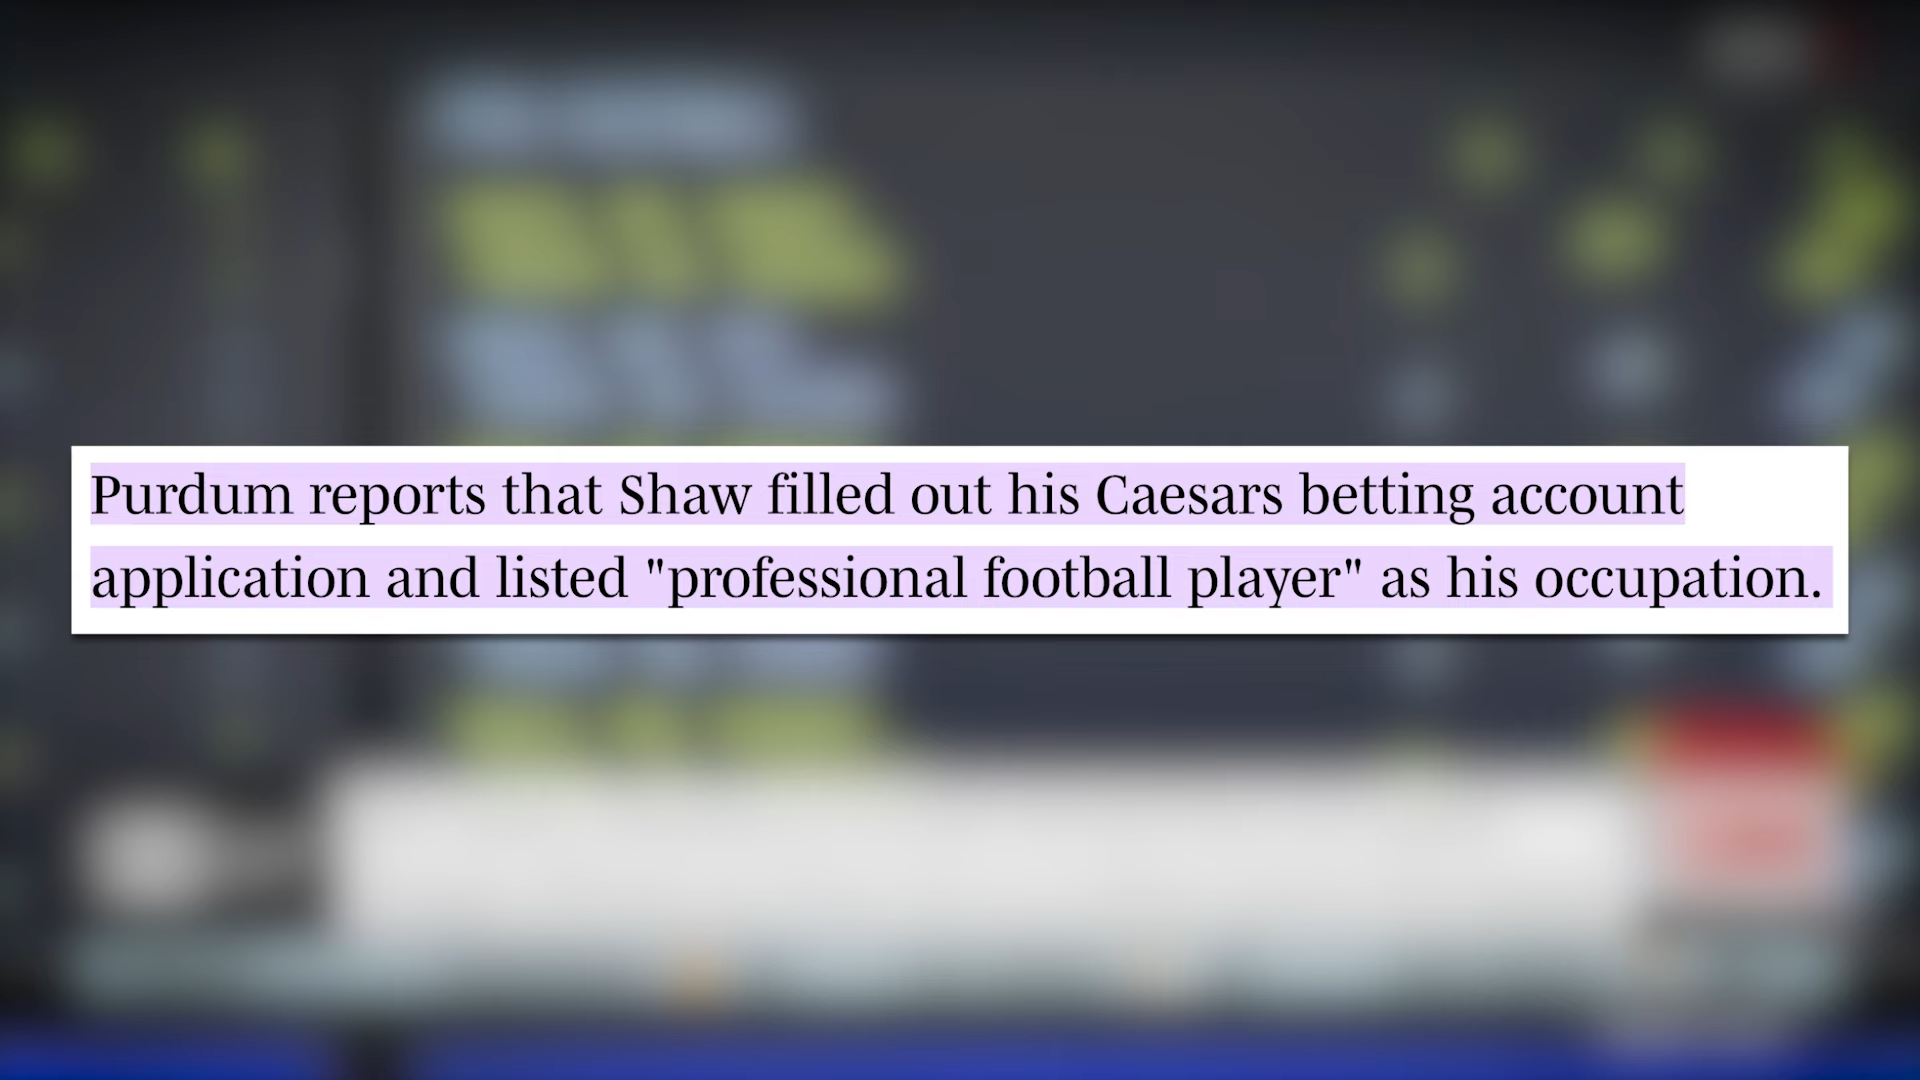 Purdum reports that Shaw filled out his Caesars betting account
application and listed "professional football player" as his occupation.